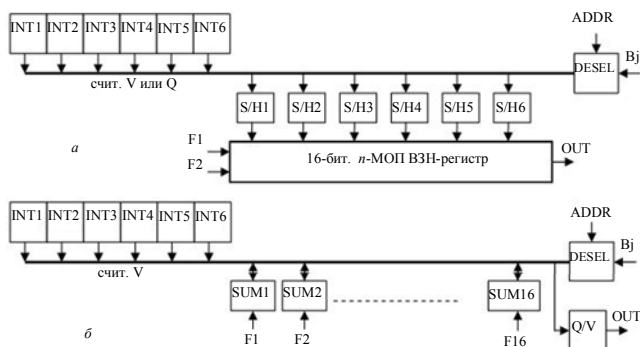 INT1 INT2 INT3 INT4 INT5 INT6
ADDR
DESEL
Bj
счит. V или Q
S/H1 S/H2 S/H3 S/H4 S/H5 S/H6
а
F1
F2
16-бит. n-МОП ВЗН-регистр
OUT
INT1 INT2 INT3 INT4 INT5 INT6
ADDR
DESEL
Bj
счит. V
SUM1 SUM2 SUM16
Q/V
OUT
б
F1 F2 F16